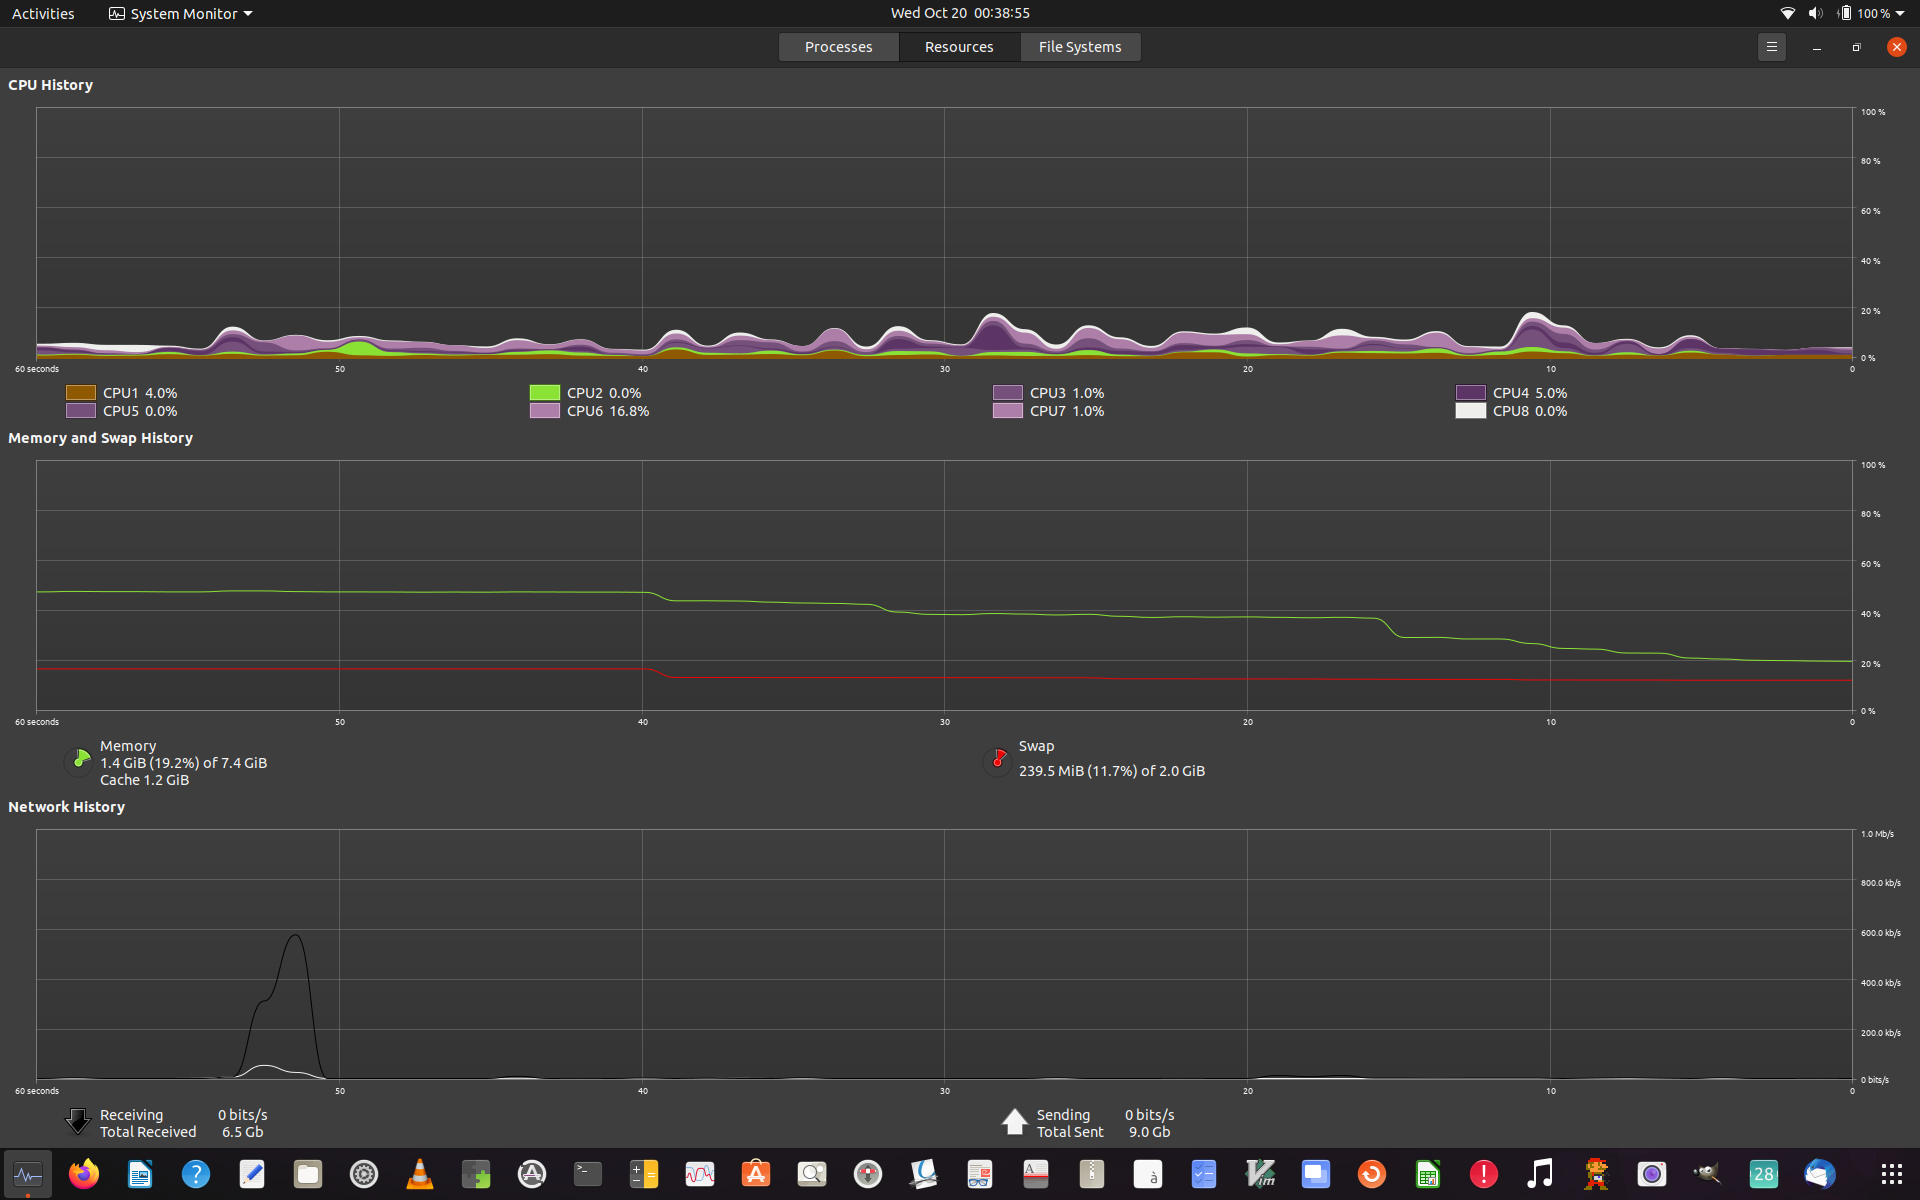 Activities
System Monitor
Wed Oct 20 00:38:55
100 %
Processes
Resources
File Systems
CPU History
100 %
80 %
60 %
40 %
20 %
0 %
60 seconds 50 40 30 20 10 0
CPU1 4.0%
CPU2 0.0%
CPU3 1.0%
CPU4 5.0%
CPU5 0.0%
CPU6 16.8%
CPU7 1.0%
CPU8 0.0%
Memory and Swap History
100 %
80 %
60 %
40 %
20 %
0 %
60 seconds 50 40 30 20 10 0
Memory
1.4 GiB (19.2%) of 7.4 GiB
Cache 1.2 GiB
Swap
239.5 MiB (11.7%) of 2.0 GiB
Network History
1.0 Mb/s
800.0 kb/s
600.0 kb/s
400.0 kb/s
200.0 kb/s
0 bits/s
60 seconds 50 40 30 20 10 0
Receiving 0 bits/s
Total Received 6.5 Gb
Sending 0 bits/s
Total Sent 9.0 Gb
?
>_
A
à
Vim
!
28